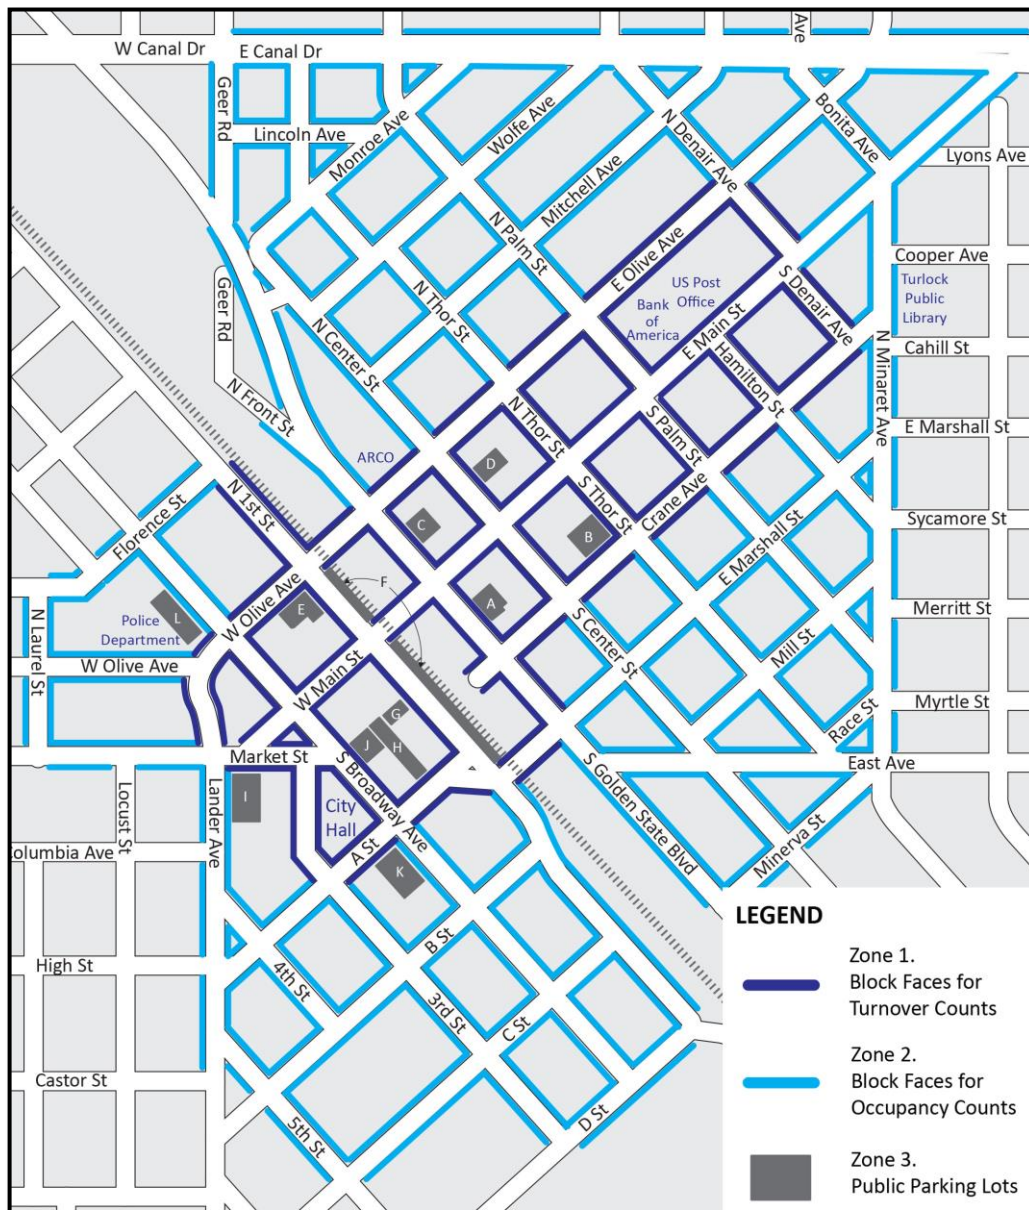 Ave
W Canal Dr
E Canal Dr
Geer Rd
Lincoln Ave
Monroe Ave
Wolfe Ave
N Denair Ave
Bonita Ave
Lyons Ave
Mitchell Ave
N Palm St
E Olive Ave
US Post
Office
Bank
of
America
S Denair Ave
Cooper Ave
Turlock
Public
Library
Geer Rd
N Thor St
N Center St
E Main St
Hamilton St
N Minaret Ave
Cahill St
N Front St
N Thor St
S Palm St
E Marshall St
ARCO
D
S Thor St
Crane Ave
N 1st St
Florence St
C
B
E Marshall St
Sycamore St
F
W Olive Ave
E
A
L
Police
Department
N Laurel St
W Olive Ave
S Center St
Mill St
Merritt St
W Main St
G
J
H
Race St
Myrtle St
Market St
S Broadway Ave
East Ave
S Golden State Blvd
Locust St
Lander Ave
I
City
Hall
A St
K
Minerva St
olumbia Ave
B St
High St
4th St
3rd St
C St
Castor St
5th St
D St
LEGEND
Zone 1.
Block Faces for
Turnover Counts
Zone 2.
Block Faces for
Occupancy Counts
Zone 3.
Public Parking Lots